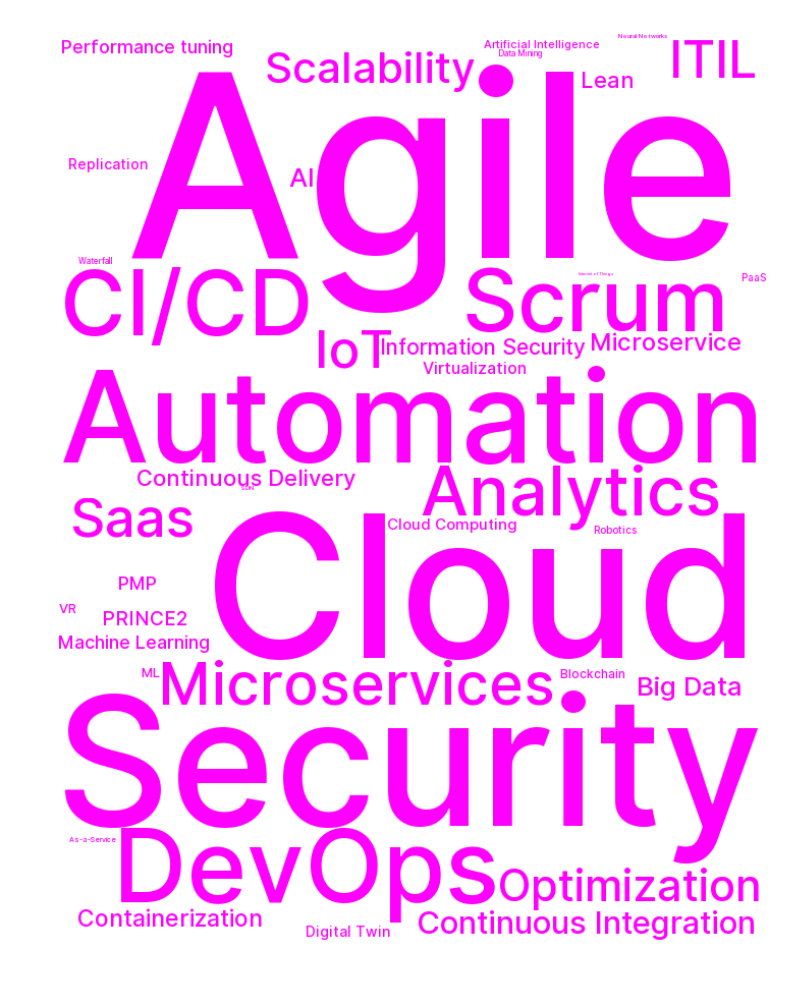 Neural Networks
Performance tuning
Artificial Intelligence
ITIL
Scalability
Data Mining
Lean
Agile
Replication
AI
Waterfall
CI/CD
Scrum
Internet of Things
PaaS
IoT
Information Security
Microservice
Virtualization
Automation
Continuous Delivery
Analytics
Saas
Cloud Computing
Robotics
Cloud
PMP
VR
PRINCE2
Machine Learning
ML
Microservices
Blockchain
Big Data
Security
As-a-Service
DevOps
Optimization
Containerization
Continuous Integration
Digital Twin